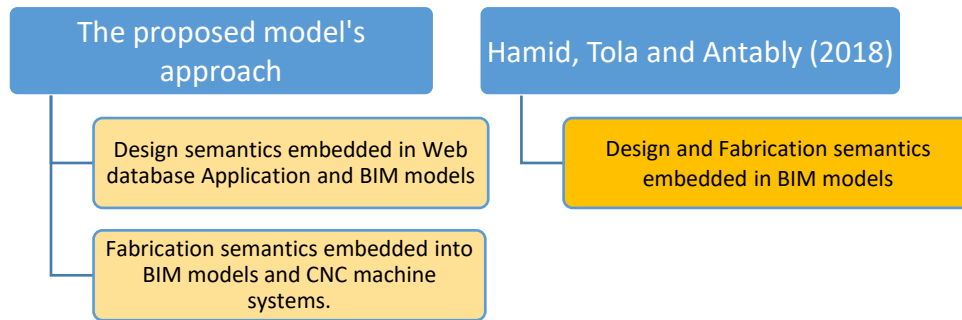 The proposed model's
approach
Hamid, Tola and Antably (2018)
Design semantics embedded in Web
database Application and BIM models
Design and Fabrication semantics
embedded in BIM models
Fabrication semantics embedded into
BIM models and CNC machine
systems.